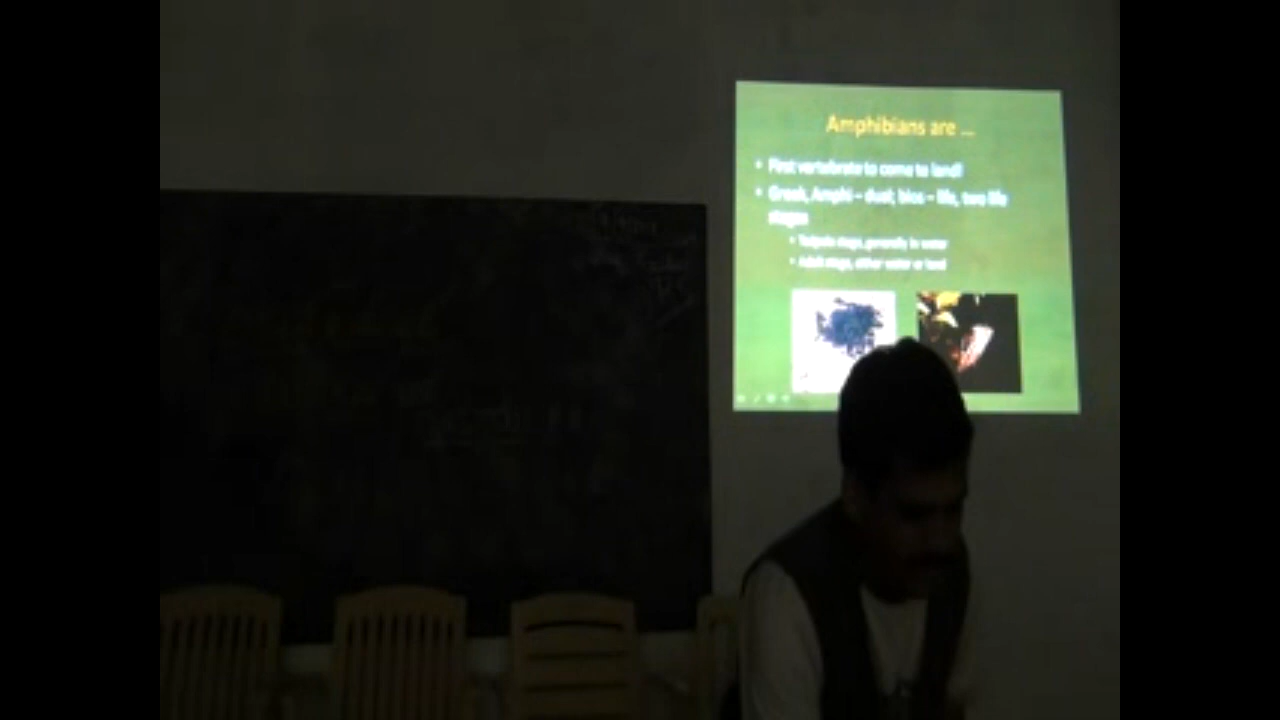 Amphibians are ...
• First vertebrate to come to land!
• Greek, Amphi – dual; bios – life, two life
stages
• Tadpole stage, generally in water
• Adult stage, either water or land